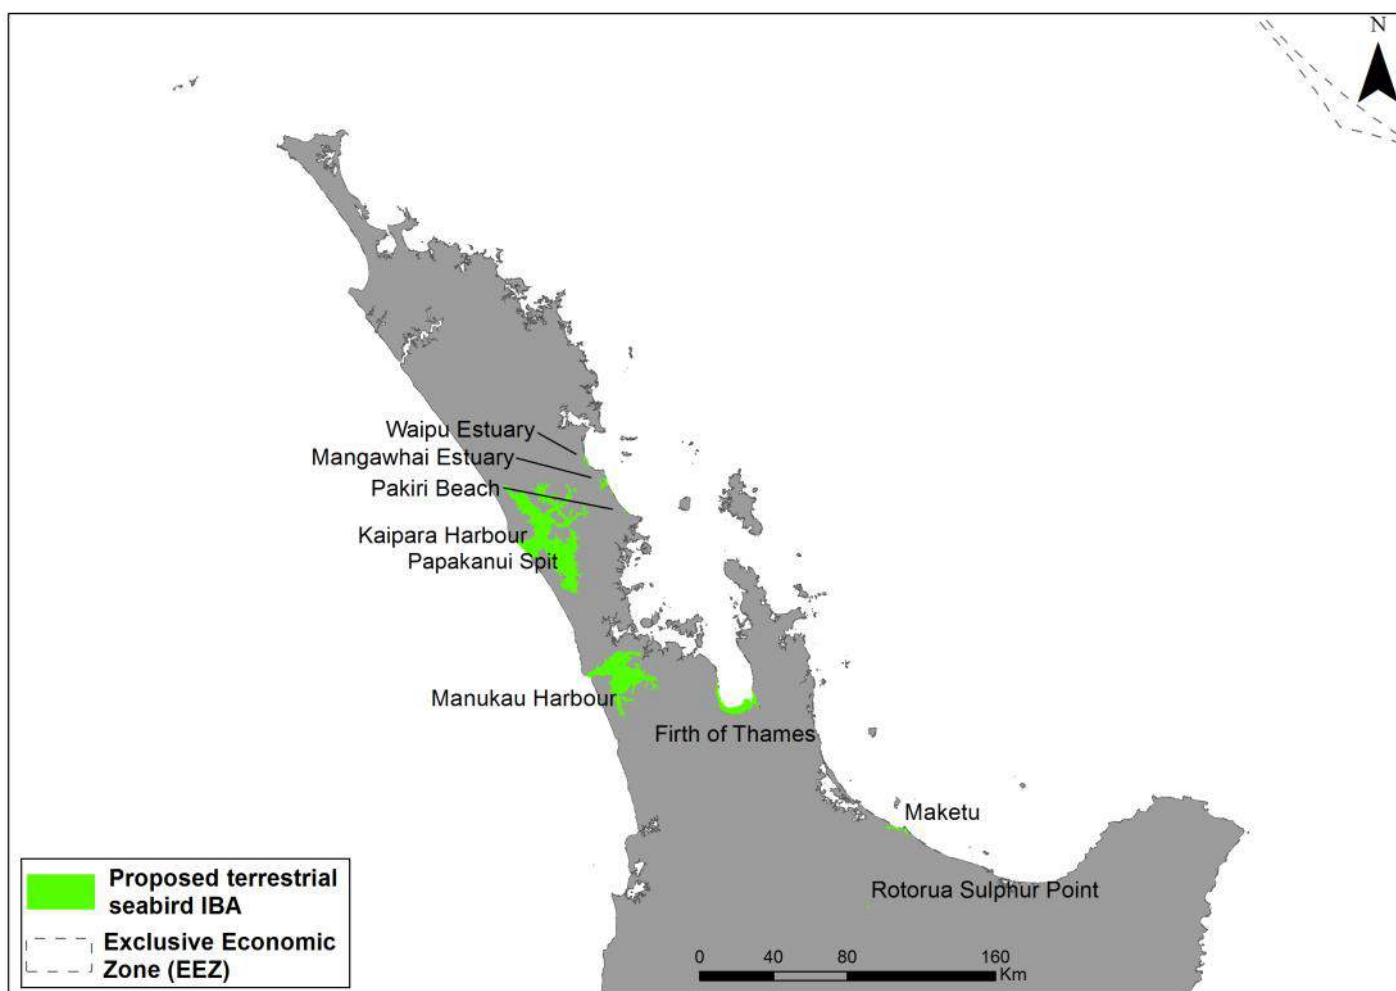 N
Waipu Estuary
Mangawhai Estuary
Pakiri Beach
Kaipara Harbour
Papakanui Spit
Manukau Harbour
Firth of Thames
Maketu
Rotorua Sulphur Point
Proposed terrestrial
seabird IBA
Exclusive Economic
Zone (EEZ)
0 40 80 160
Km